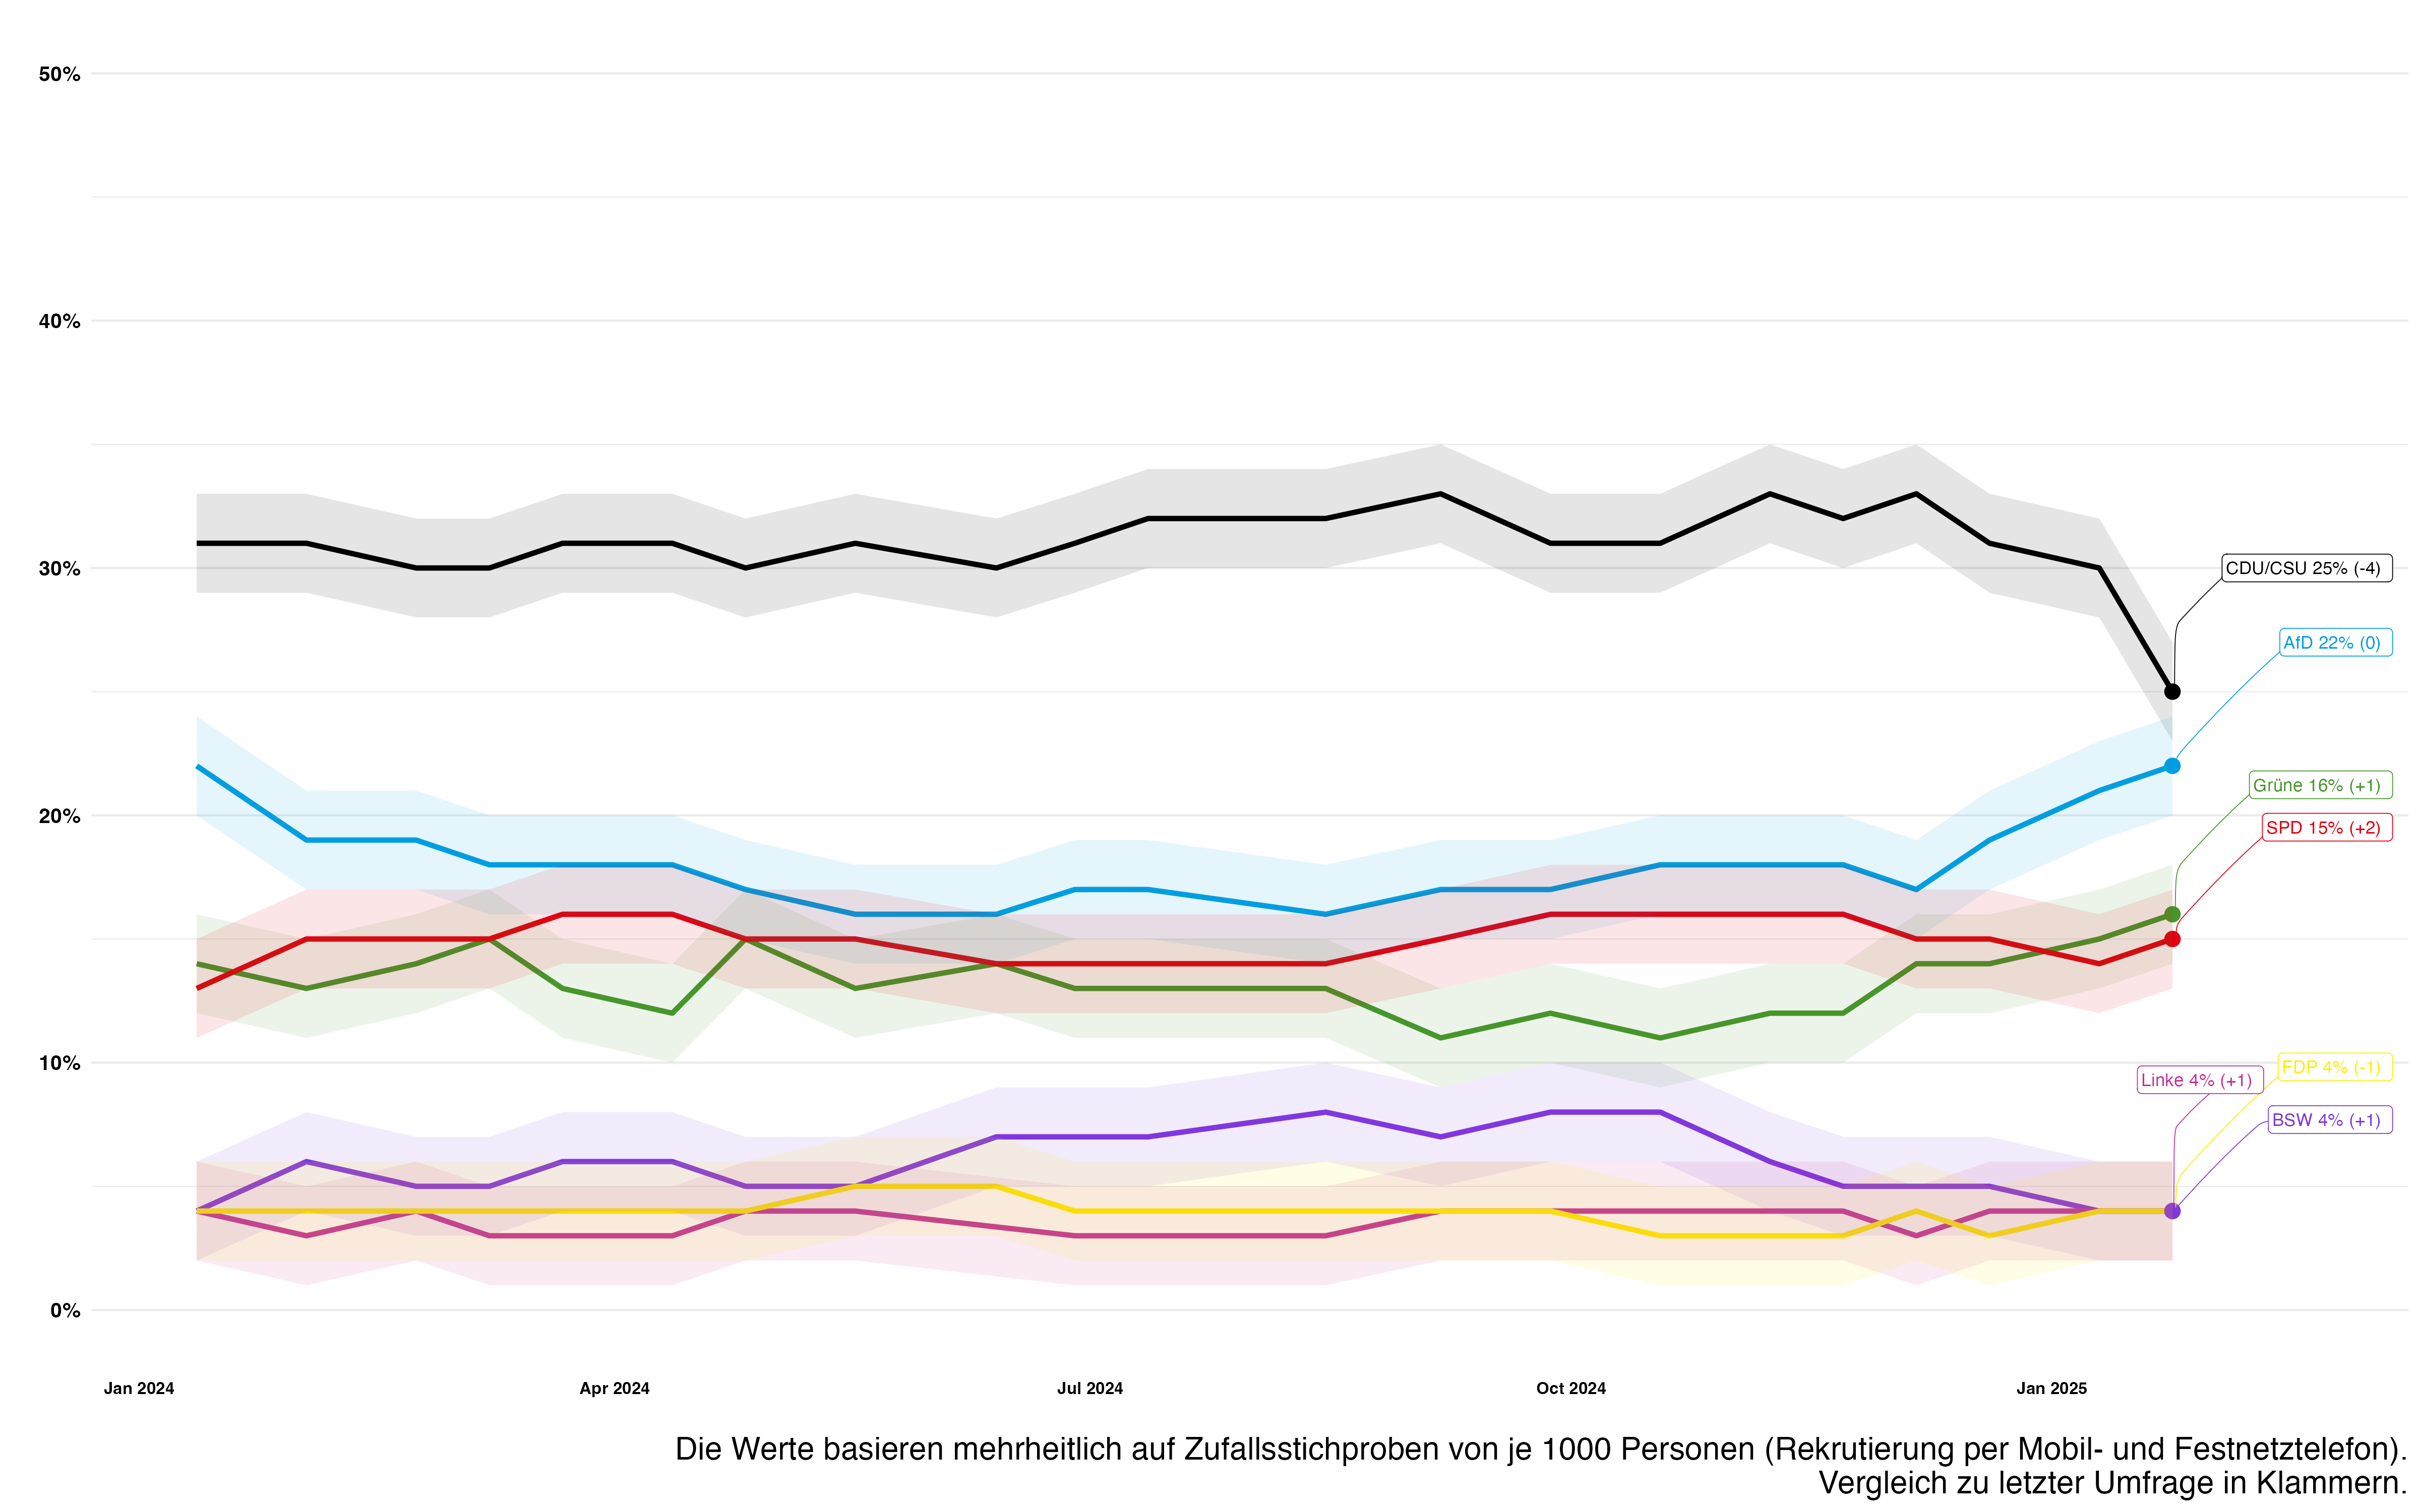 50%
40%
30%
20%
10%
0%
CDU/CSU 25% (-4)
AfD 22% (0)
Grüne 16% (+1)
SPD 15% (+2)
FDP 4% (-1)
Linke 4% (+1)
BSW 4% (+1)
Jan 2024
Apr 2024
Jul 2024
Oct 2024
Jan 2025
Die Werte basieren mehrheitlich auf Zufallsstichproben von je 1000 Personen (Rekrutierung per Mobil- und Festnetztelefon).
Vergleich zu letzter Umfrage in Klammern.